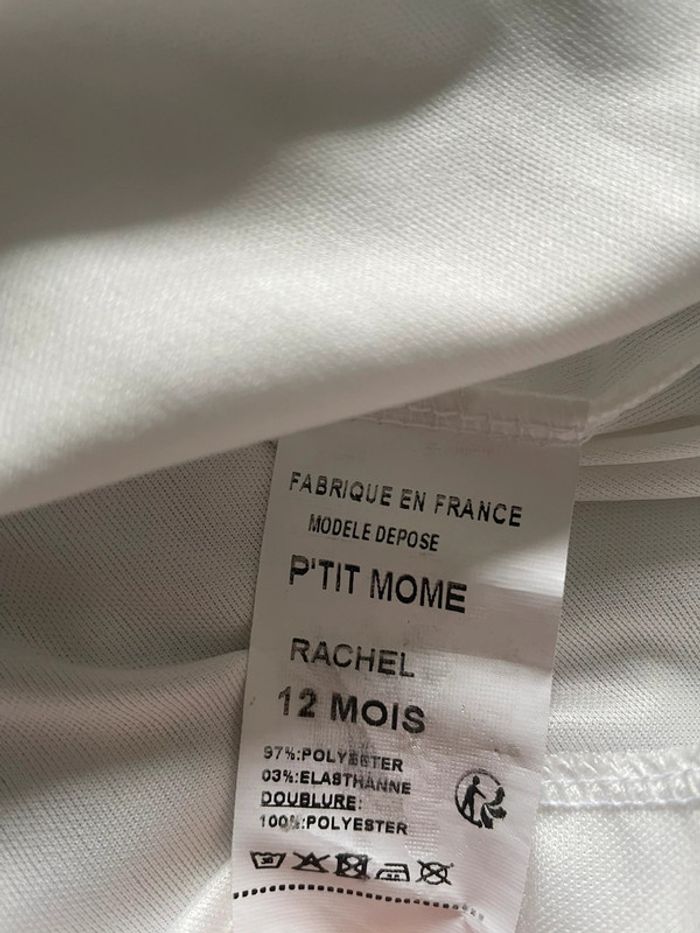 FABRIQUE EN FRANCE
MODELE DEPOSE
P'TIT MOME
RACHEL
12 MOIS
97%:POLYESTER
03%:ELASTHANNE
DOUBLURE:
100%:POLYESTER